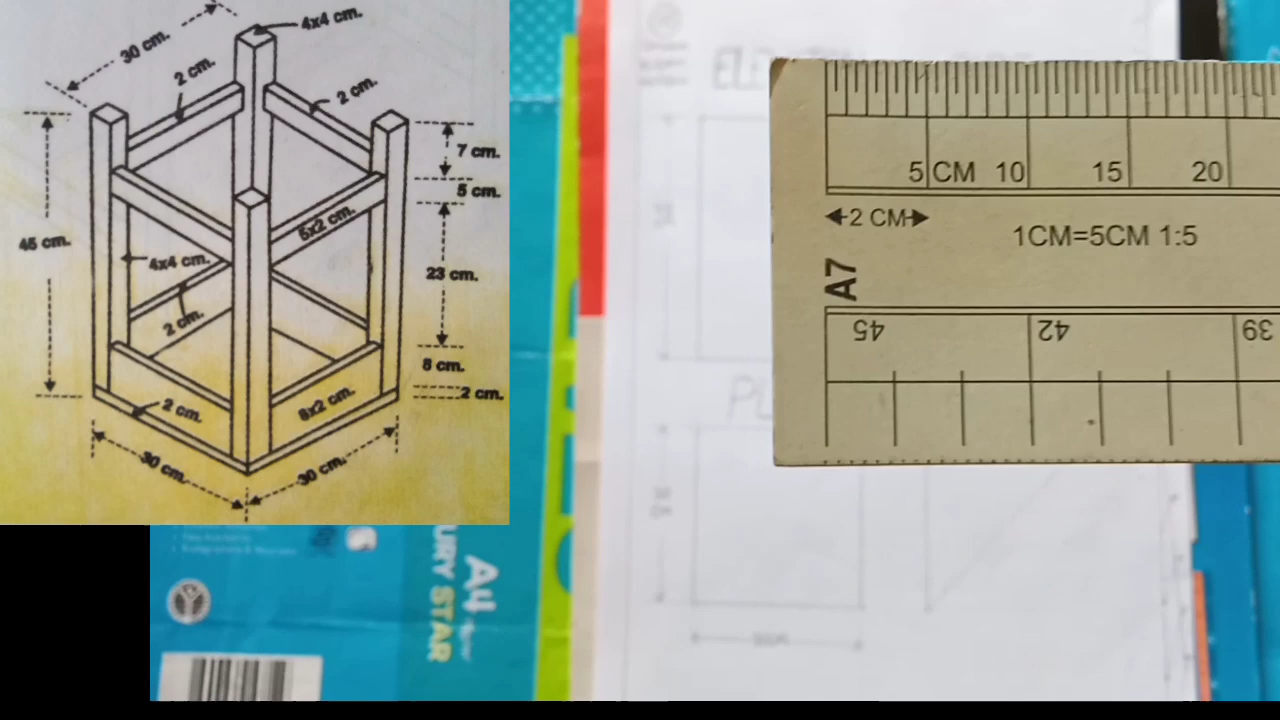 4x4 cm.
30 cm.
2 cm.
2 cm.
7 cm.
5 cm.
5x2 cm.
45 cm.
4x4 cm.
23 cm.
2 cm.
8 cm.
2 cm.
2 cm.
8x2 cm.
30 cm.
30 cm.
5 CM 10 15 20
2 CM
1CM=5CM 1:5
A7
45 42 39
A4
URY STAR